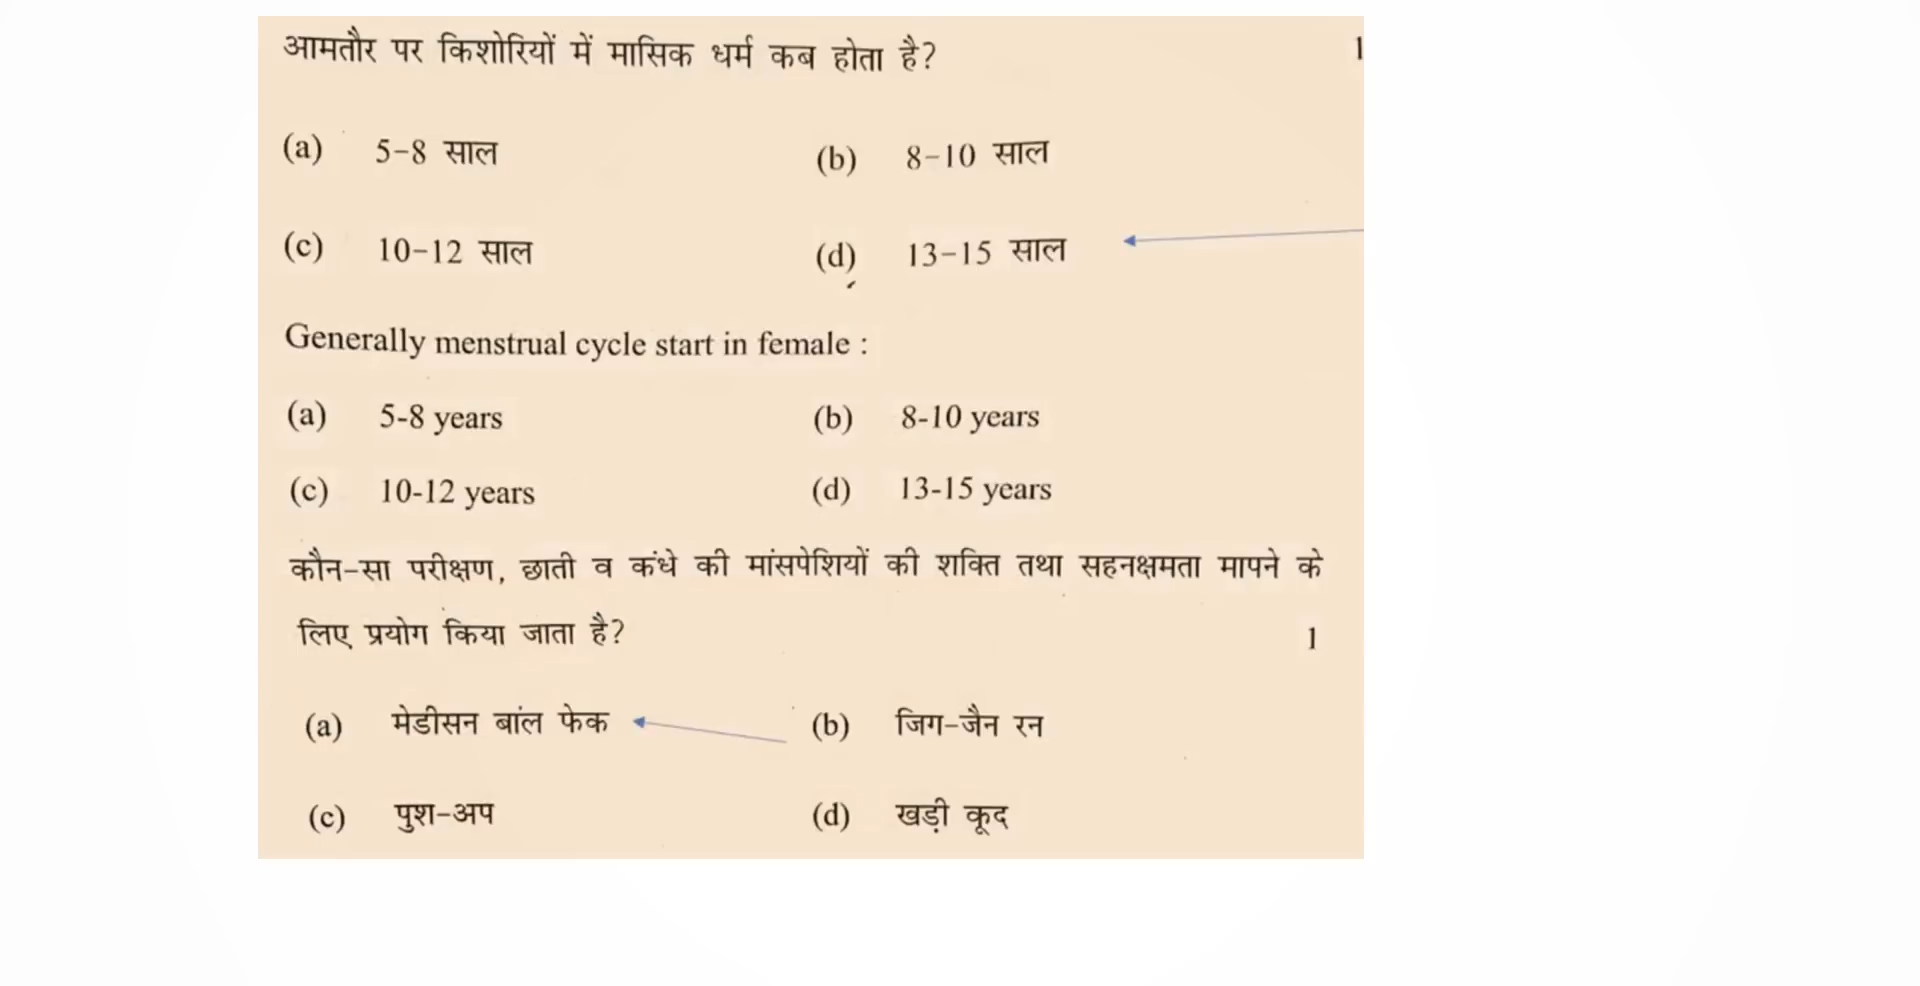 आमतौर पर किशोरियों में मासिक धर्म कब होता है? 1
(a) 5-8 साल (b) 8-10 साल
(c) 10-12 साल (d) 13-15 साल
Generally menstrual cycle start in female :
(a) 5-8 years (b) 8-10 years
(c) 10-12 years (d) 13-15 years
कौन-सा परीक्षण, छाती व कंधे की मांसपेशियों की शक्ति तथा सहनक्षमता मापने के
लिए प्रयोग किया जाता है? 1
(a) मेडीसन बांल फेक (b) जिग-जैन रन
(c) पुश-अप (d) खड़ी कूद